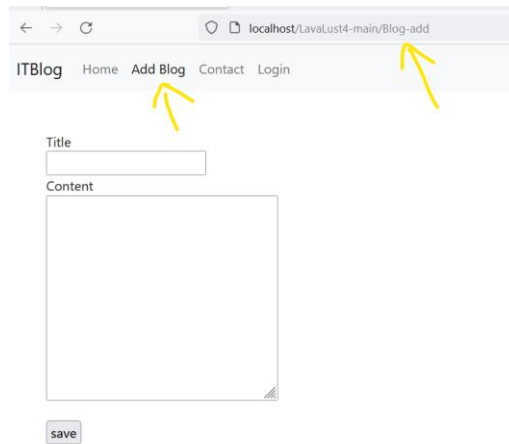 localhost/LavaLust4-main/Blog-add
ITBlog Home Add Blog Contact Login
Title
Content
save